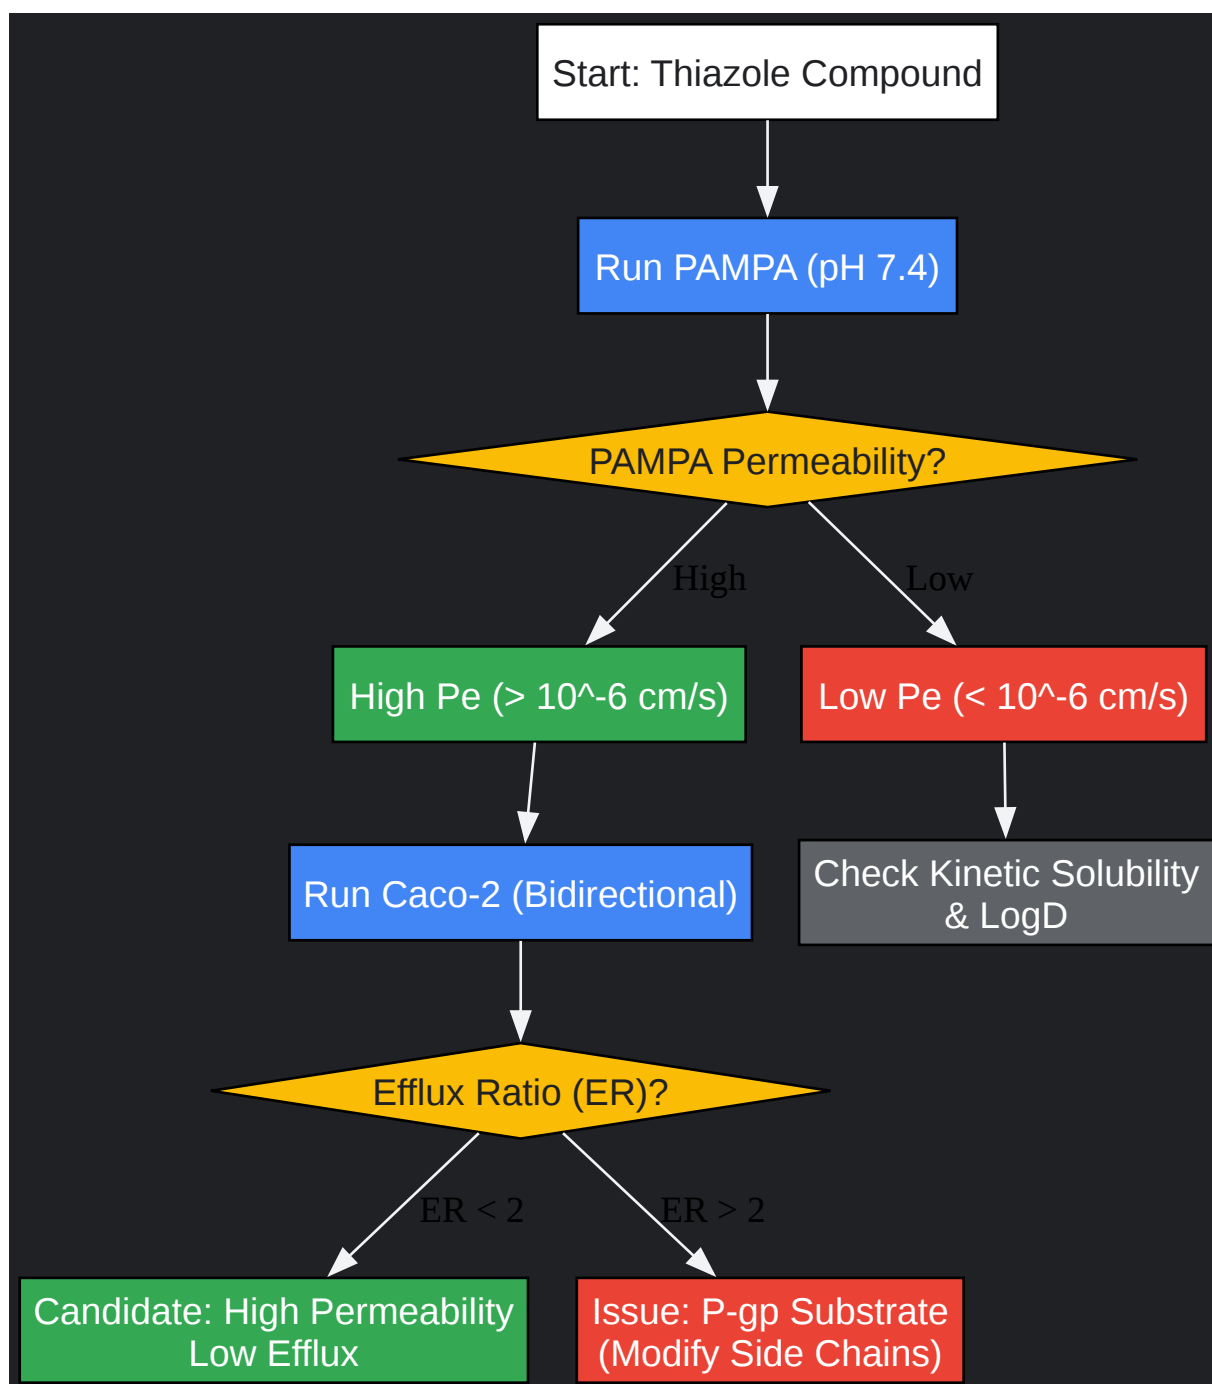 Start: Thiazole Compound
Run PAMPA (pH 7.4)
PAMPA Permeability?
High
Low
High Pe (> 10^-6 cm/s)
Low Pe (< 10^-6 cm/s)
Run Caco-2 (Bidirectional)
Check Kinetic Solubility
& LogD
Efflux Ratio (ER)?
ER < 2
ER > 2
Candidate: High Permeability
Low Efflux
Issue: P-gp Substrate
(Modify Side Chains)